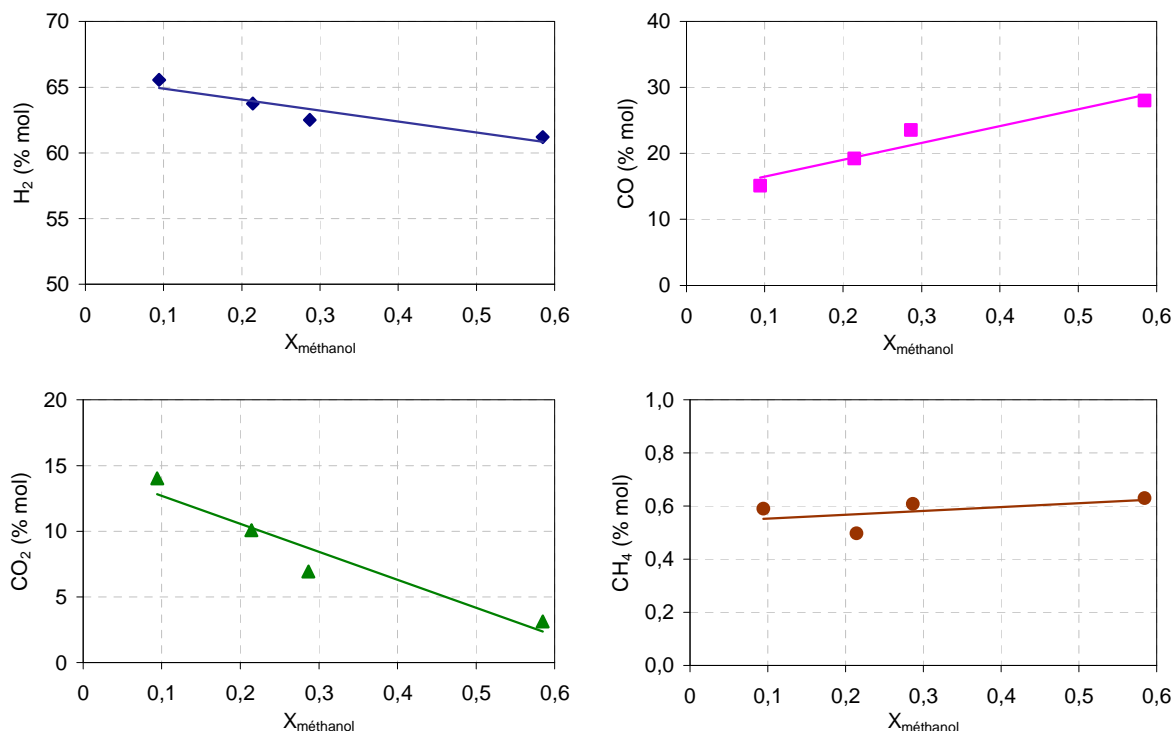 70
65
60
55
50
H₂ (% mol)
0 0,1 0,2 0,3 0,4 0,5 0,6
Xméthanol
40
30
20
10
0
CO (% mol)
0 0,1 0,2 0,3 0,4 0,5 0,6
Xméthanol
20
15
10
5
0
CO₂ (% mol)
0 0,1 0,2 0,3 0,4 0,5 0,6
Xméthanol
1,0
0,8
0,6
0,4
0,2
0,0
CH₄ (% mol)
0 0,1 0,2 0,3 0,4 0,5 0,6
Xméthanol